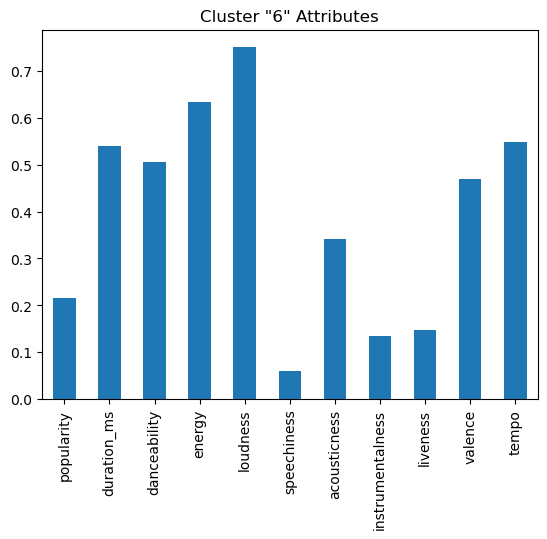 Cluster "6" Attributes
0.7
0.6
0.5
0.4
0.3
0.2
0.1
0.0
popularity
duration_ms
danceability
energy
loudness
speechiness
acousticness
instrumentalness
liveness
valence
tempo